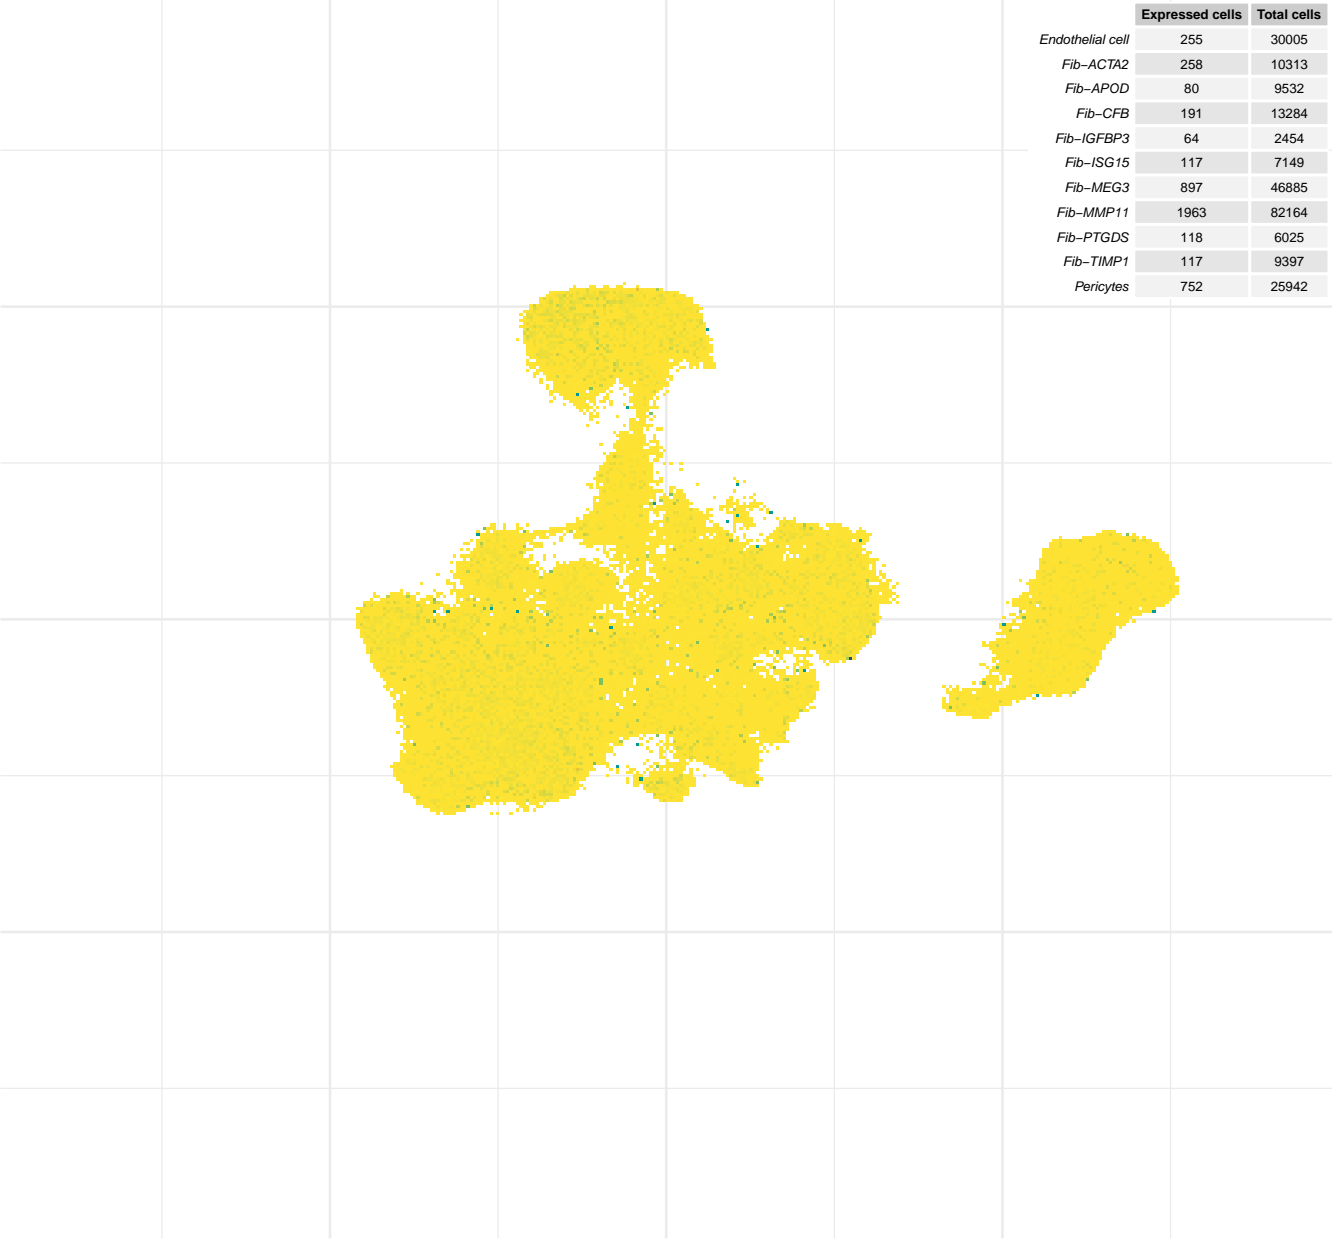 Expressed cells Total cells
Endothelial cell 255 30005
Fib−ACTA2 258 10313
Fib−APOD 80 9532
Fib−CFB 191 13284
Fib−IGFBP3 64 2454
Fib−ISG15 117 7149
Fib−MEG3 897 46885
Fib−MMP11 1963 82164
Fib−PTGDS 118 6025
Fib−TIMP1 117 9397
Pericytes 752 25942